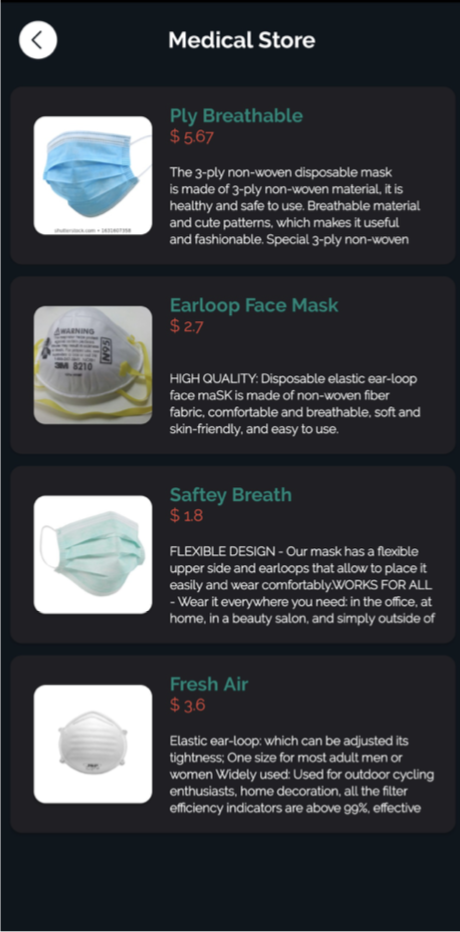 Medical Store
Ply Breathable
$ 5.67
The 3-ply non-woven disposable mask
is made of 3-ply non-woven material, it is
healthy and safe to use. Breathable material
and cute patterns, which makes it useful
and fashionable. Special 3-ply non-woven
shutterstock.com • 1631607358
Earloop Face Mask
$ 2.7
WARNING
N95
3M 8210
HIGH QUALITY: Disposable elastic ear-loop
face maSK is made of non-woven fiber
fabric, comfortable and breathable, soft and
skin-friendly, and easy to use.
Saftey Breath
$ 1.8
FLEXIBLE DESIGN - Our mask has a flexible
upper side and earloops that allow to place it
easily and wear comfortably.WORKS FOR ALL
- Wear it everywhere you need: in the office, at
home, in a beauty salon, and simply outside of
Fresh Air
$ 3.6
Elastic ear-loop: which can be adjusted its
tightness; One size for most adult men or
women Widely used: Used for outdoor cycling
enthusiasts, home decoration, all the filter
efficiency indicators are above 99%, effective